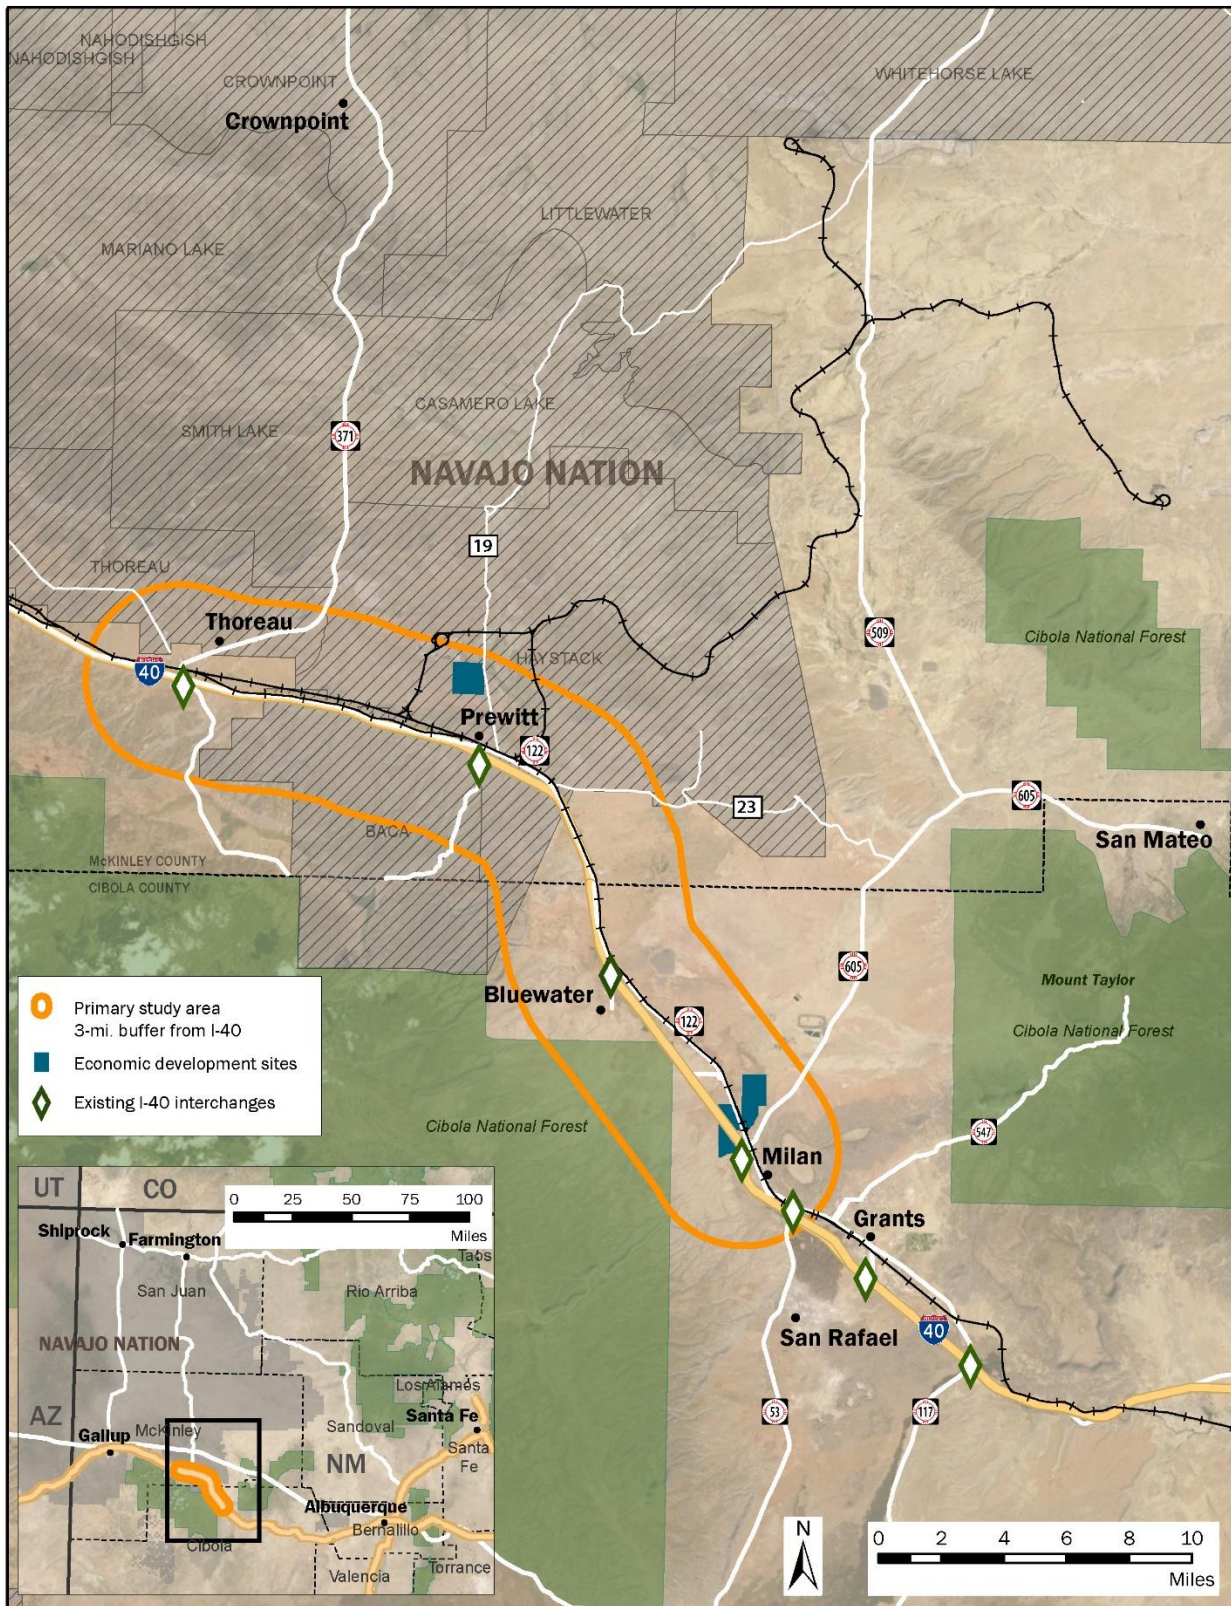 NAHODISHGISH
NAHODISHGISH
CROWNPOINT
WHITEHORSE LAKE
Crownpoint
LITTLEWATER
MARIANO LAKE
CASAMERO LAKE
SMITH LAKE
371
NAVAJO NATION
19
THOREAU
Thoreau
509
Cibola National Forest
HAYSTACK
40
Prewitt
122
605
23
San Mateo
BACA
McKINLEY COUNTY
CIBOLA COUNTY
605
Mount Taylor
Bluewater
122
Cibola National Forest
Primary study area
3-mi. buffer from I-40
Economic development sites
Existing I-40 interchanges
Cibola National Forest
547
Milan
Grants
San Rafael
40
53
117
UT
CO
0 25 50 75 100
Miles
Shiprock
Farmington
Taos
San Juan
Rio Arriba
NAVAJO NATION
Los Alamos
AZ
McKinley
Sandoval
Santa Fe
Gallup
NM
Santa
Fe
Albuquerque
Bernalillo
Cibola
Valencia
Torrance
N
0 2 4 6 8 10
Miles